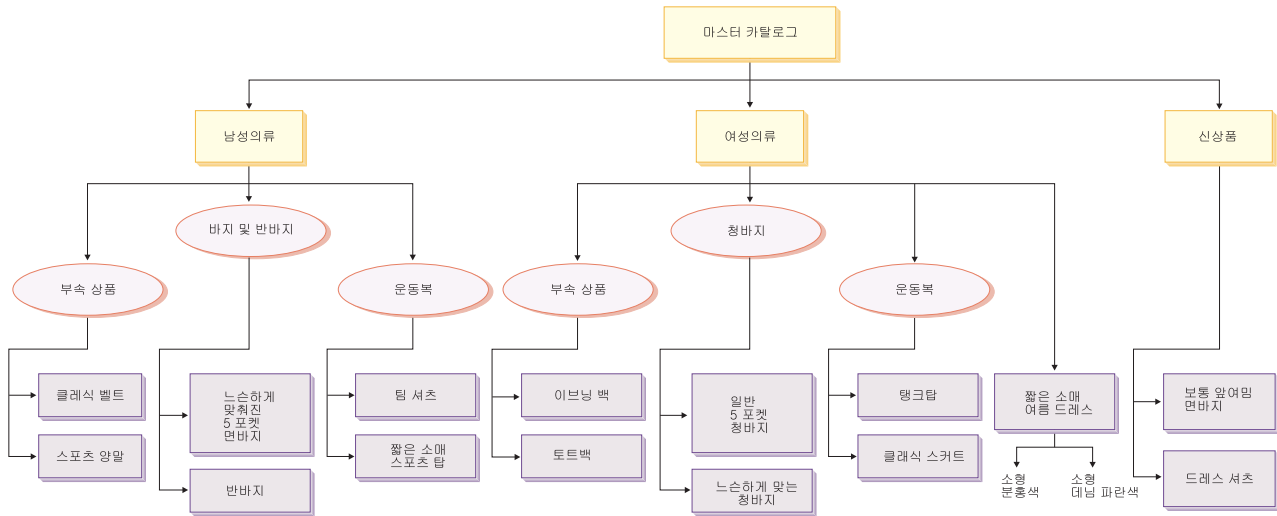 마스터 카탈로그
남성의류
여성의류
신상품
바지 및 반바지
청바지
부속 상품
운동복
부속 상품
운동복
클레식 벨트
스포츠 양말
느슨하게
맞춰진
5 포켓
면바지
반바지
팀 셔츠
짧은 소매
스포츠 탑
이브닝 백
토트백
일반
5 포켓
청바지
느슨하게 맞는
청바지
탱크탑
클래식 스커트
짧은 소매
여름 드레스
소형
분홍색
소형
데님 파란색
보통 앞여밈
면바지
드레스 셔츠